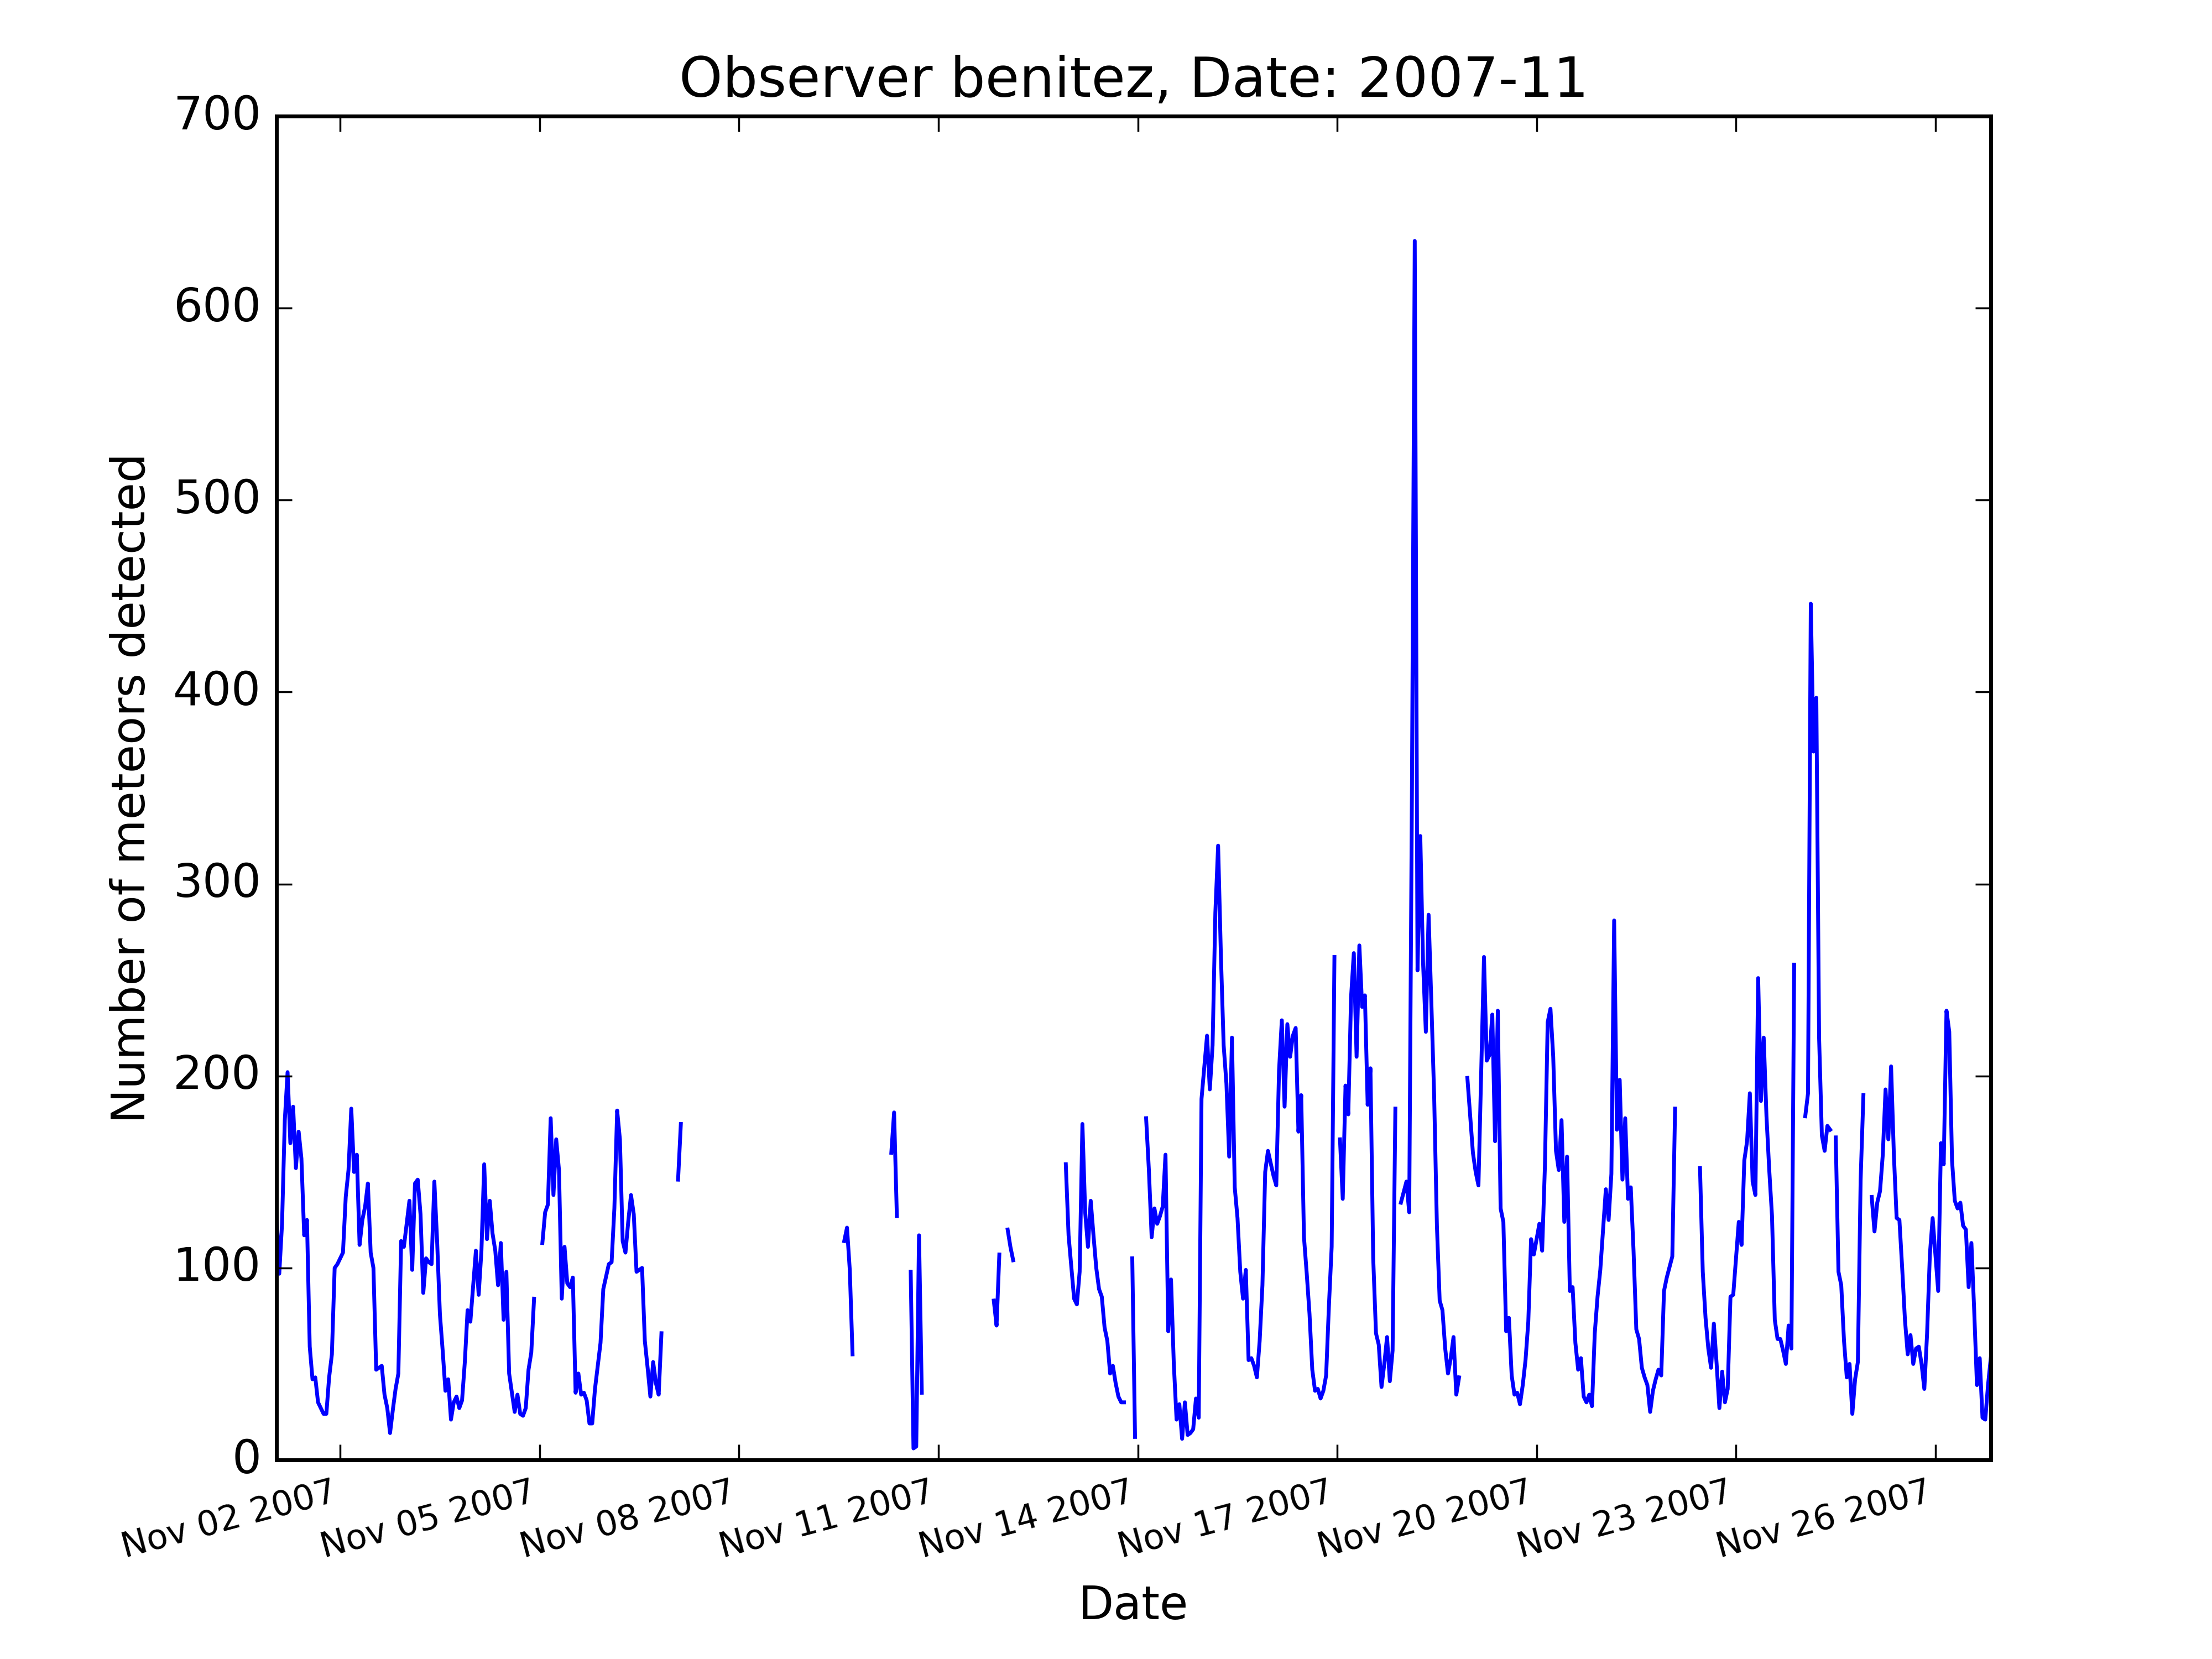 Observer benitez, Date: 2007-11
700
600
500
400
300
200
100
0
Number of meteors detected
Nov 02 2007
Nov 05 2007
Nov 08 2007
Nov 11 2007
Nov 14 2007
Nov 17 2007
Nov 20 2007
Nov 23 2007
Nov 26 2007
Date